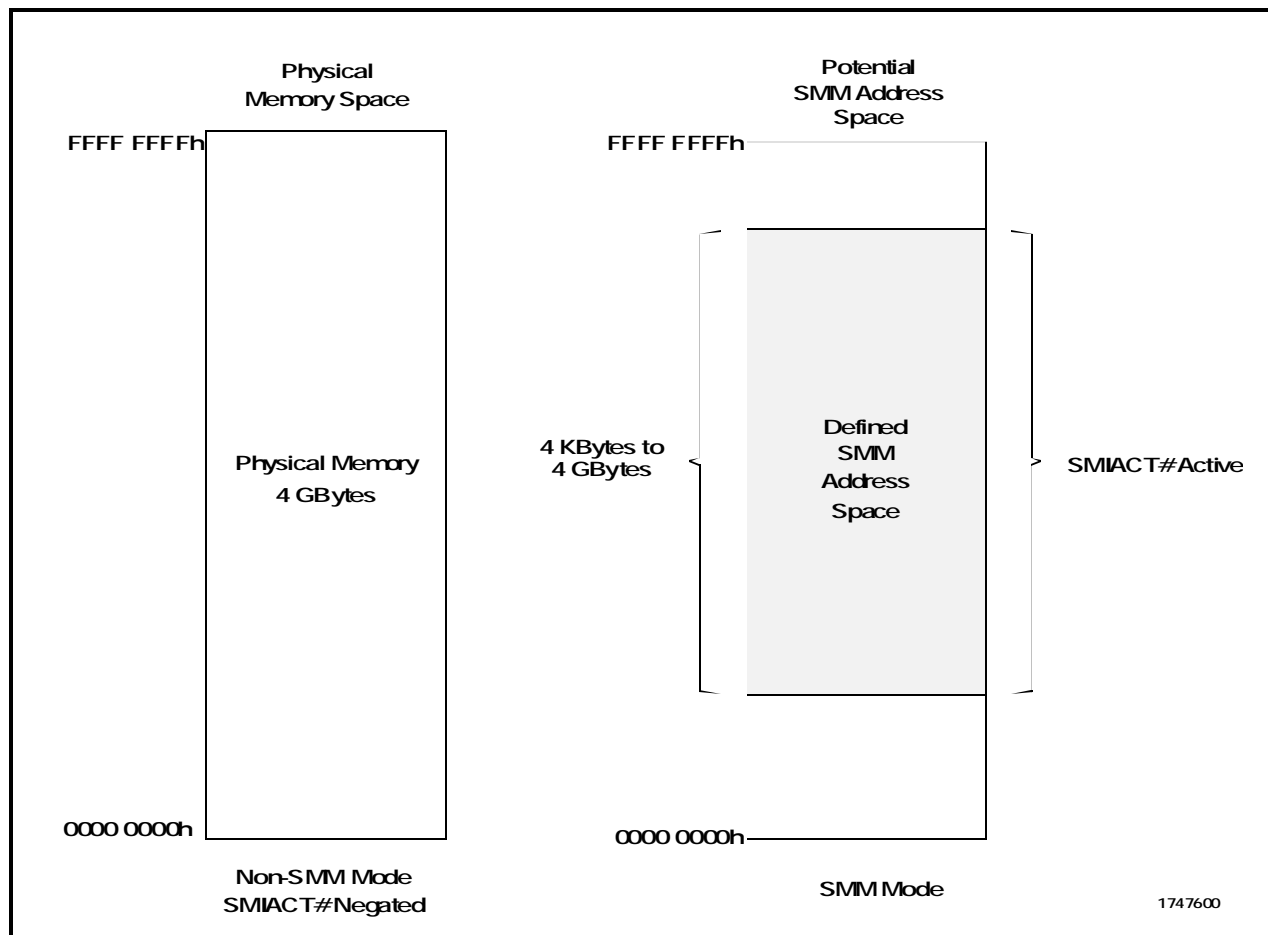 Physical
Memory Space
FFFF FFFFh
Physical Memory
4 GBytes
0000 0000h
Non-SMM Mode
SMIACT# Negated
Potential
SMM Address
Space
FFFF FFFFh
4 KBytes to
4 GBytes
Defined
SMM
Address
Space
SMIACT# Active
0000 0000h
SMM Mode
1747600